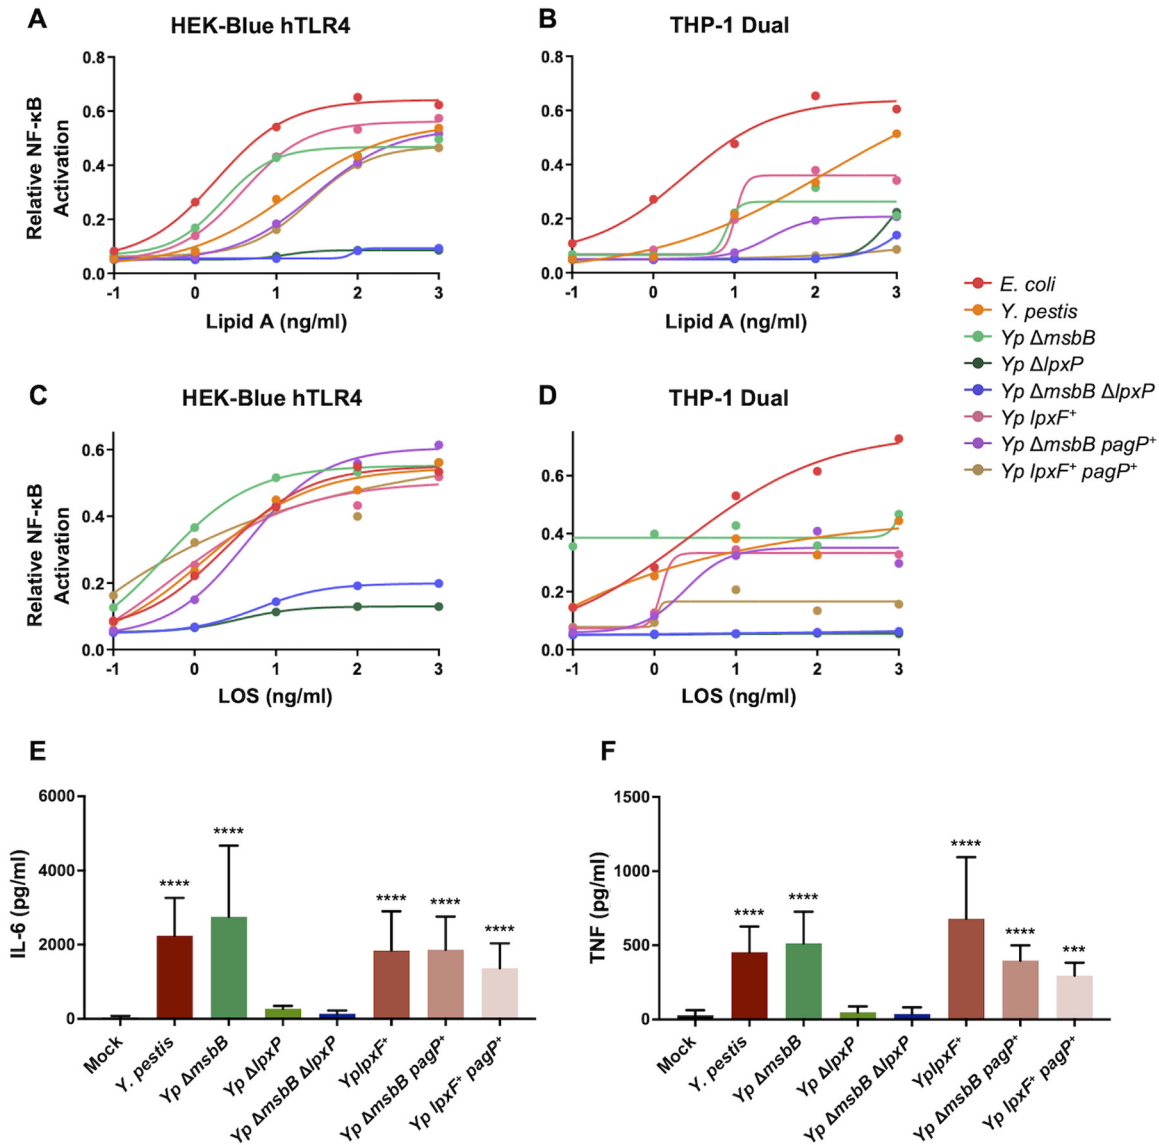 A
HEK-Blue hTLR4
Relative NF-κB
Activation
0.8
0.6
0.4
0.2
0.0
-1 0 1 2 3
Lipid A (ng/ml)
B
THP-1 Dual
0.8
0.6
0.4
0.2
0.0
-1 0 1 2 3
Lipid A (ng/ml)
E. coli
Y. pestis
Yp ΔmsbB
Yp ΔlpxP
Yp ΔmsbB ΔlpxP
Yp lpxF+
Yp ΔmsbB pagP+
Yp lpxF+ pagP+
C
HEK-Blue hTLR4
Relative NF-κB
Activation
0.6
0.4
0.2
0.0
-1 0 1 2 3
LOS (ng/ml)
D
THP-1 Dual
0.6
0.4
0.2
0.0
-1 0 1 2 3
LOS (ng/ml)
E
IL-6 (pg/ml)
6000
4000
2000
0
****
****
****
****
****
Mock
Y. pestis
Yp ΔmsbB
Yp ΔlpxP
Yp ΔmsbB ΔlpxP
YplpxF+
Yp ΔmsbB pagP+
Yp lpxF+ pagP+
F
TNF (pg/ml)
1500
1000
500
0
****
****
****
****
***
Mock
Y. pestis
Yp ΔmsbB
Yp ΔlpxP
Yp ΔmsbB ΔlpxP
YplpxF+
Yp ΔmsbB pagP+
Yp lpxF+ pagP+